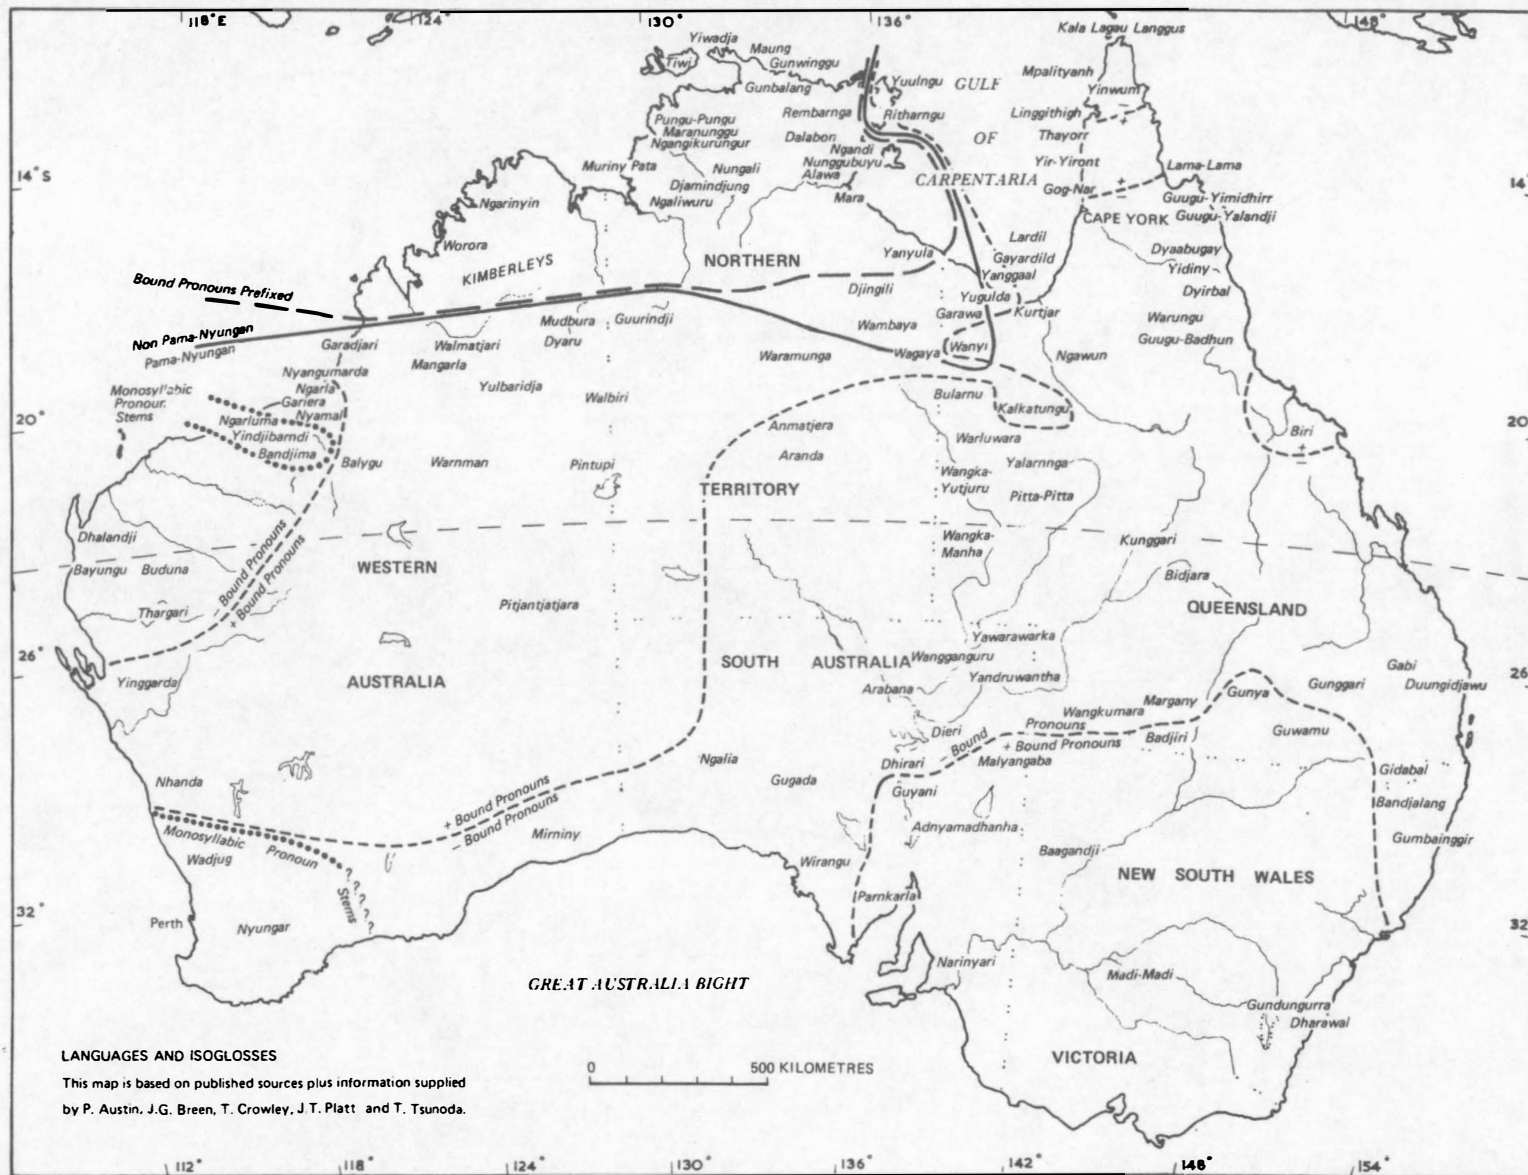 118°E
124°
130°
136°
148°
Kala Lagau Langgus
Yiwadja
Maung
Tiwi
Gunwinggu
Mpalityanh
Gunbalang
Yuulngu
GULF
Yinwum
Rembarnga
Ritharngu
Linggithigh
Pungu-Pungu
Maranunggu
Dalabon
OF
Thayorr
Ngangikurungur
Ngandi
Muriny Pata
Nungali
Nunggubuyu
Yir-Yiront
Lama-Lama
Alawa
CARPENTARIA
14°S
14°
Djamindjung
Gog-Nar
Ngarinyin
Ngaliwuru
Mara
Guugu-Yimidhirr
CAPE YORK
Guugu-Yalandji
Worora
Lardil
KIMBERLEYS
NORTHERN
Yanyula
Gayardild
Dyaabugay
Yanggaal
Yidiny
Bound Pronouns Prefixed
Djingili
Yugulda
Dyirbal
Non Pama-Nyungan
Mudbura
Guurindji
Wambaya
Garawa
Kurtjar
Warungu
Pama-Nyungan
Garadjari
Walmatjari
Dyaru
Wanyi
Guugu-Badhun
Mangarla
Waramunga
Wagaya
Ngawun
Nyangumarda
Monosyllabic
Pronoun
Stems
Ngarla
Yulbaridja
Walbiri
Bularnu
Gariera
Kalkatungu
Ngarluma
Nyamal
20°
20
Yindjibarndi
Anmatjera
Warluwara
Biri
+
−
Bandjima
Balygu
Warnman
Pintupi
Aranda
Wangka-
Yutjuru
Yalarnnga
TERRITORY
Pitta-Pitta
Dhalandji
Wangka-
Manha
Kunggari
Bayungu
Buduna
− Bound Pronouns
+ Bound Pronouns
WESTERN
Bidjara
Thargari
Pitjantjatjara
QUEENSLAND
26°
Yawarawarka
SOUTH AUSTRALIA
Wangganguru
Gabi
26
Yinggarda
AUSTRALIA
Arabana
Yandruwantha
Gunya
Gunggari
Duungidjawu
Wangkumara
Margany
Dieri
− Bound
Pronouns
+ Bound Pronouns
Badjiri
Guwamu
Ngalia
Dhirari
Malyangaba
Nhanda
Gugada
Guyani
Gidabal
+ Bound Pronouns
− Bound Pronouns
Bandjalang
Monosyllabic
Pronoun
Stems
? ? ? ? ?
Wadjug
Mirniny
Adnyamadhanha
Gumbainggir
Wirangu
Baagandji
NEW SOUTH WALES
Parnkarla
32°
32
Perth
Nyungar
Narinyari
Madi-Madi
GREAT AUSTRALIA BIGHT
Gundungurra
Dharawal
VICTORIA
LANGUAGES AND ISOGLOSSES
0
500 KILOMETRES
This map is based on published sources plus information supplied
by P. Austin, J.G. Breen, T. Crowley, J.T. Platt and T. Tsunoda.
112°
118°
124°
130°
136°
142°
148°
154°